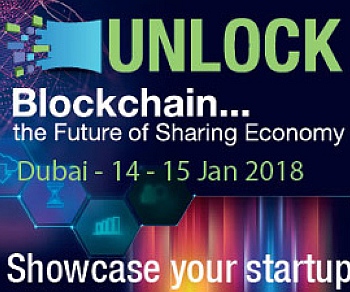 UNLOCK
Blockchain...
the Future of Sharing Economy
Dubai - 14 - 15 Jan 2018
Showcase your startup